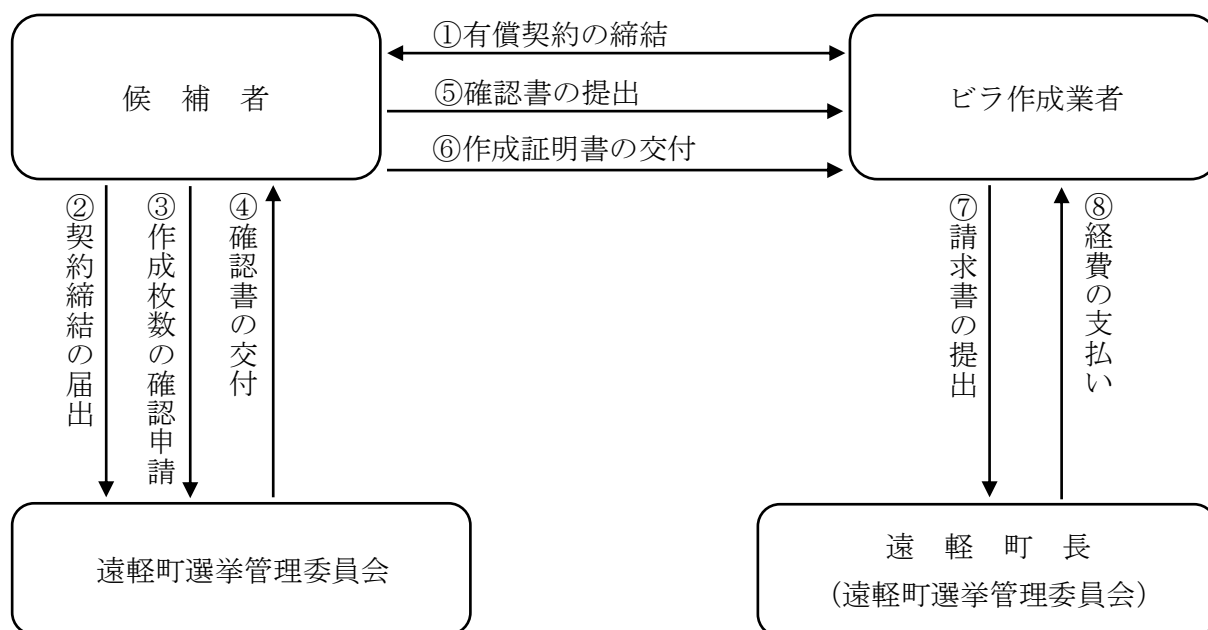 ①有償契約の締結
候　補　者
⑤確認書の提出
ビラ作成業者
⑥作成証明書の交付
②契約締結の届出
③作成枚数の確認申請
④確認書の交付
⑦請求書の提出
⑧経費の支払い
遠軽町選挙管理委員会
遠　軽　町　長
(遠軽町選挙管理委員会)